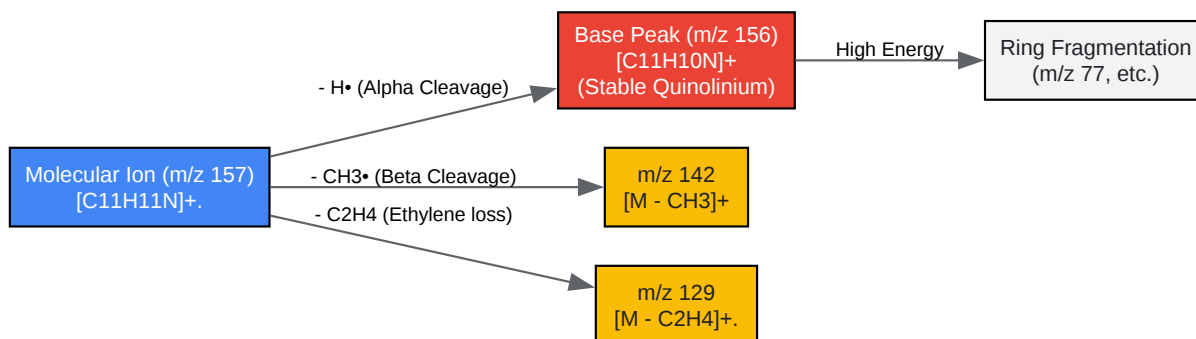 Base Peak (m/z 156)
[C11H10N]+
(Stable Quinolinium)
High Energy
Ring Fragmentation
(m/z 77, etc.)
- H• (Alpha Cleavage)
Molecular Ion (m/z 157)
[C11H11N]+.
- CH3• (Beta Cleavage)
m/z 142
[M - CH3]+
- C2H4 (Ethylene loss)
m/z 129
[M - C2H4]+.